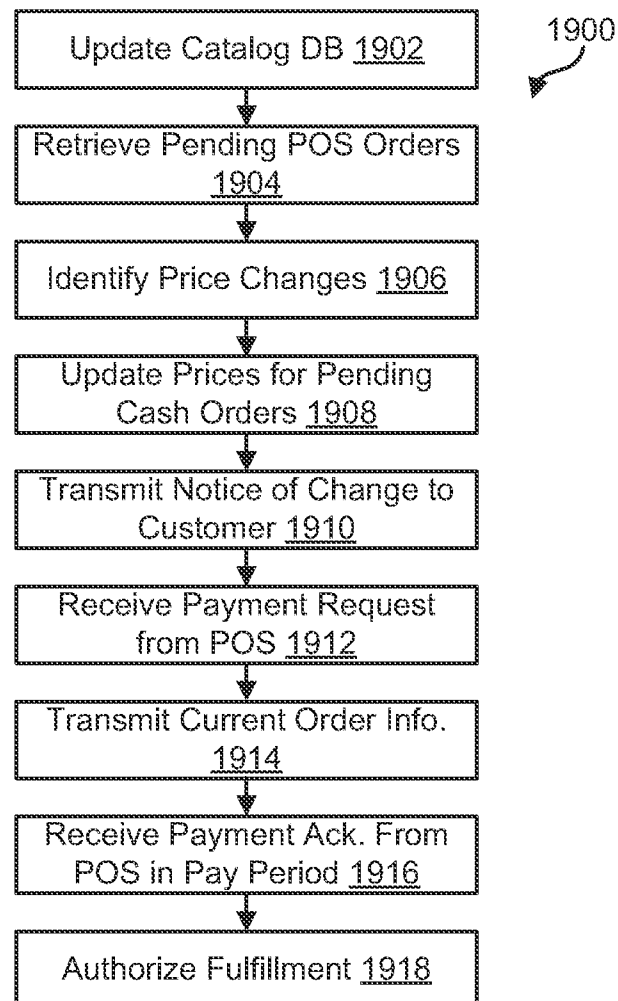 Update Catalog DB 1902
1900
Retrieve Pending POS Orders
1904
Identify Price Changes 1906
Update Prices for Pending
Cash Orders 1908
Transmit Notice of Change to
Customer 1910
Receive Payment Request
from POS 1912
Transmit Current Order Info.
1914
Receive Payment Ack. From
POS in Pay Period 1916
Authorize Fulfillment 1918